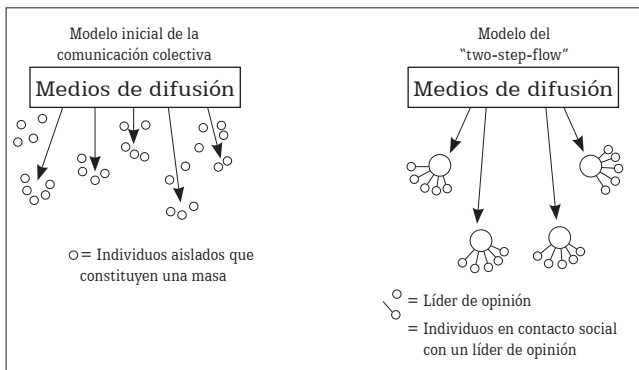 Modelo inicial de la
comunicación colectiva
Medios de difusión
= Individuos aislados que
constituyen una masa
Modelo del
“two-step-flow”
Medios de difusión
= Líder de opinión
= Individuos en contacto social
con un líder de opinión